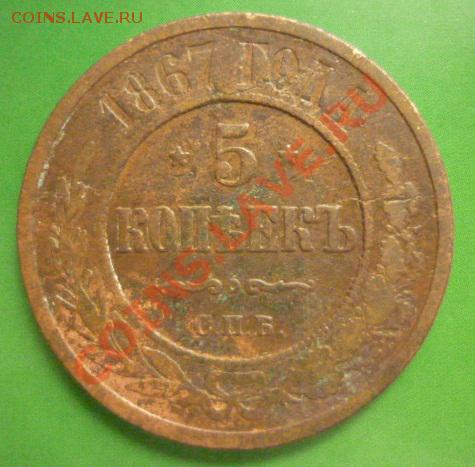 COINS.LAVE.RU
1867 ГОДА
5
КОПѢЕКЪ
С.П.Б.
COINS.LAVE.RU